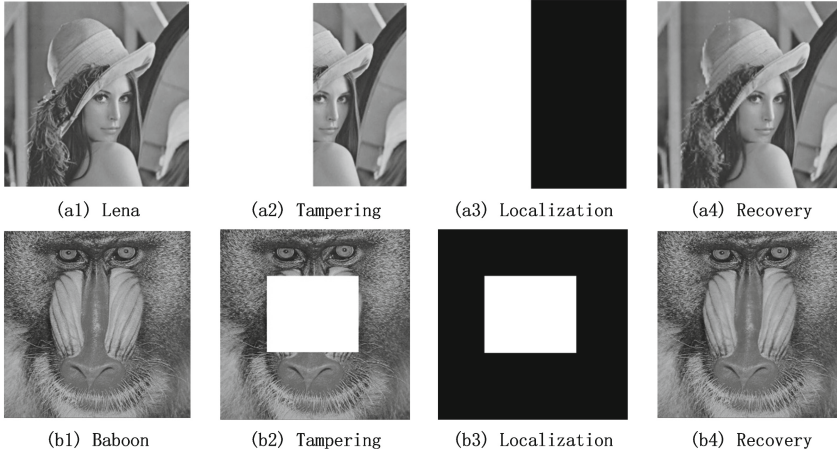 (a1) Lena (a2) Tampering (a3) Localization (a4) Recovery
(b1) Baboon (b2) Tampering (b3) Localization (b4) Recovery